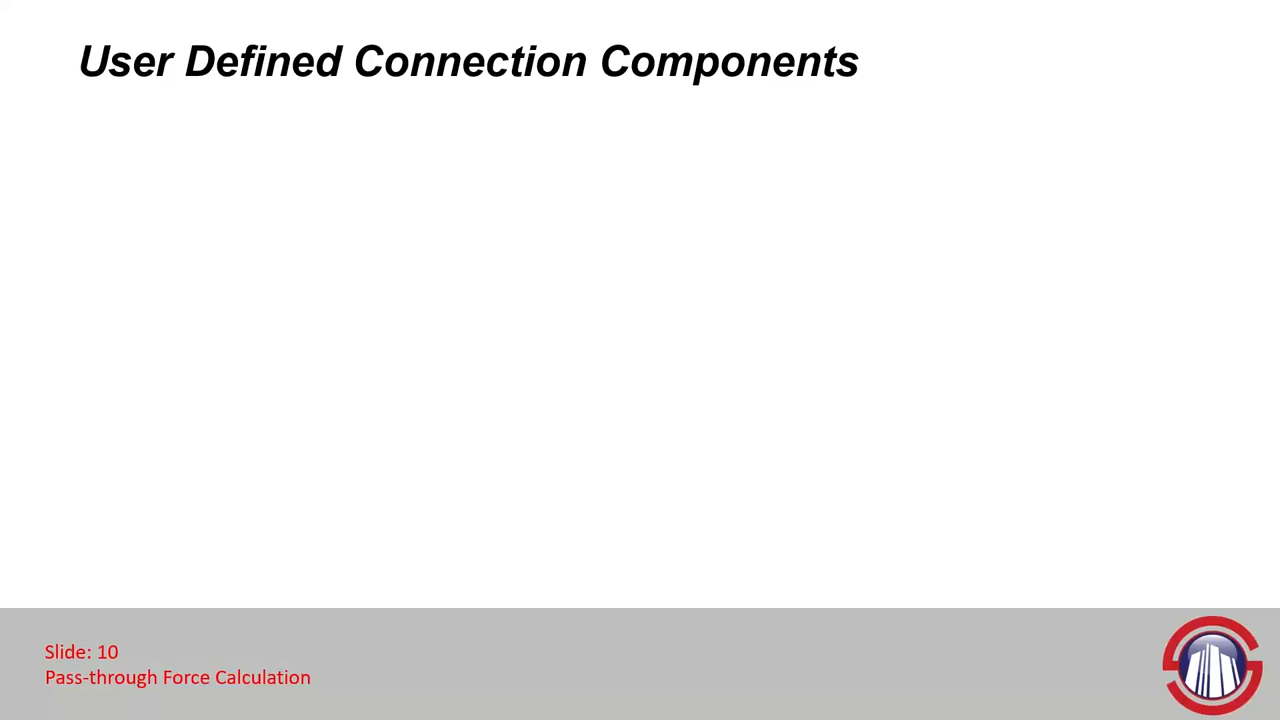 User Defined Connection Components
Slide: 10
Pass-through Force Calculation